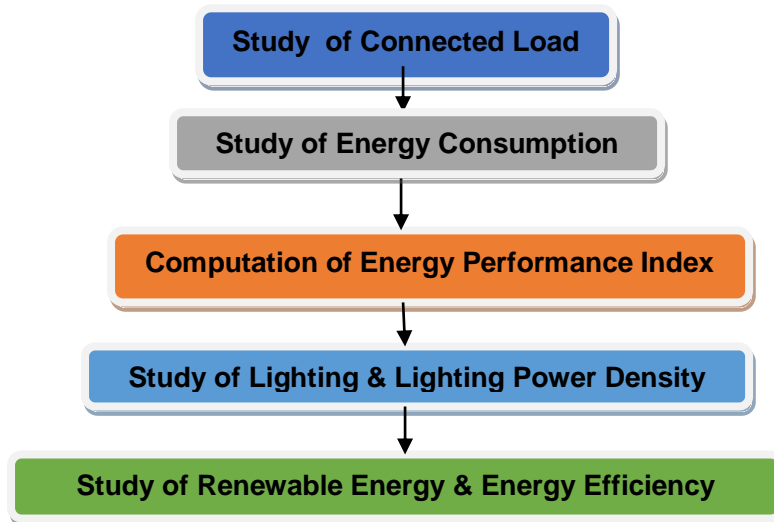 Study of Connected Load
Study of Energy Consumption
Computation of Energy Performance Index
Study of Lighting & Lighting Power Density
Study of Renewable Energy & Energy Efficiency